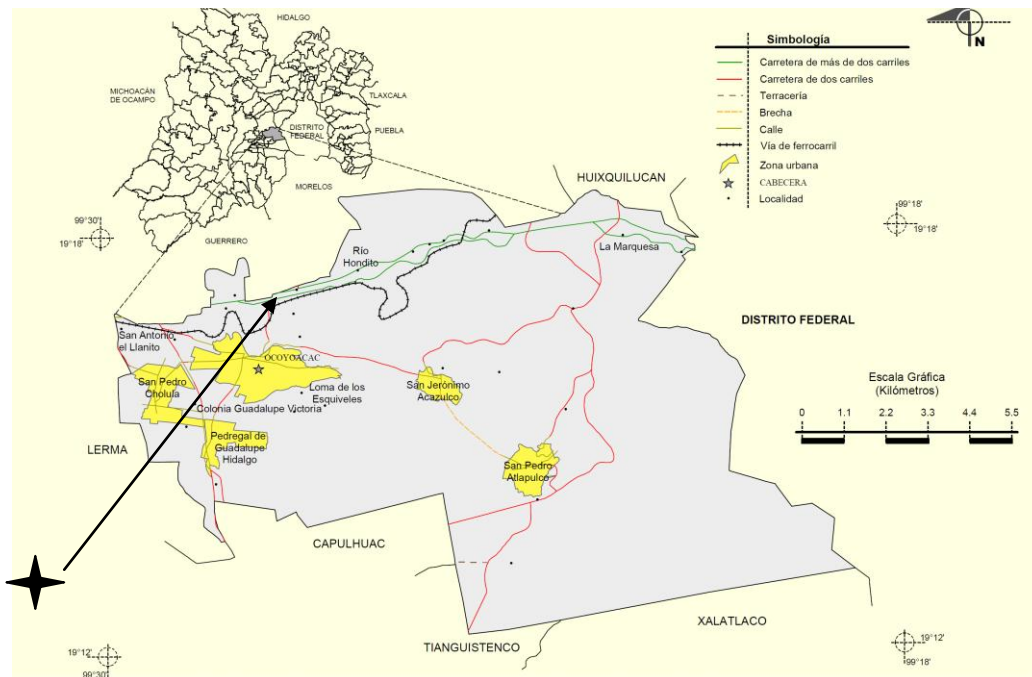 HIDALGO
MICHOACÁN
DE OCAMPO
TLAXCALA
DISTRITO
FEDERAL
PUEBLA
MORELOS
GUERRERO
N
Simbología
Carretera de más de dos carriles
Carretera de dos carriles
Terracería
Brecha
Calle
Vía de ferrocarril
Zona urbana
CABECERA
Localidad
99°30'
19°18'
99°18'
19°18'
HUIXQUILUCAN
La Marquesa
Río
Hondito
San Antonio
el Llanito
OCOYOACAC
San Pedro
Cholula
Loma de los
Esquiveles
Colonia Guadalupe Victoria
San Jerónimo
Acazulco
Pedregal de
Guadalupe
Hidalgo
San Pedro
Atlapulco
DISTRITO FEDERAL
Escala Gráfica
(Kilómetros)
0 1.1 2.2 3.3 4.4 5.5
LERMA
CAPULHUAC
TIANGUISTENCO
XALATLACO
19°12'
99°30'
19°12'
99°18'